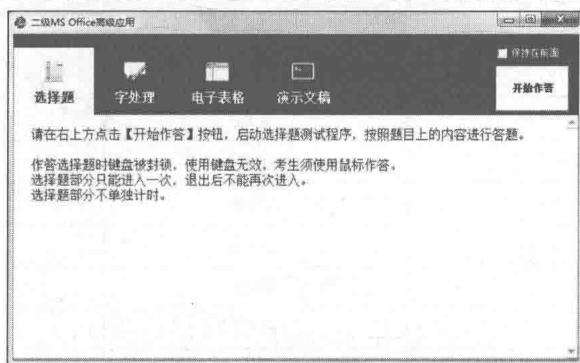 二级MS Office高级应用
保持在前面
选择题
字处理
电子表格
演示文稿
开始作答
请在右上方点击【开始作答】按钮，启动选择题测试程序，按照题目上的内容进行答题。
作答选择题时键盘被封锁，使用键盘无效，考生须使用鼠标作答。
选择题部分只能进入一次，退出后不能再次进入。
选择题部分不单独计时。